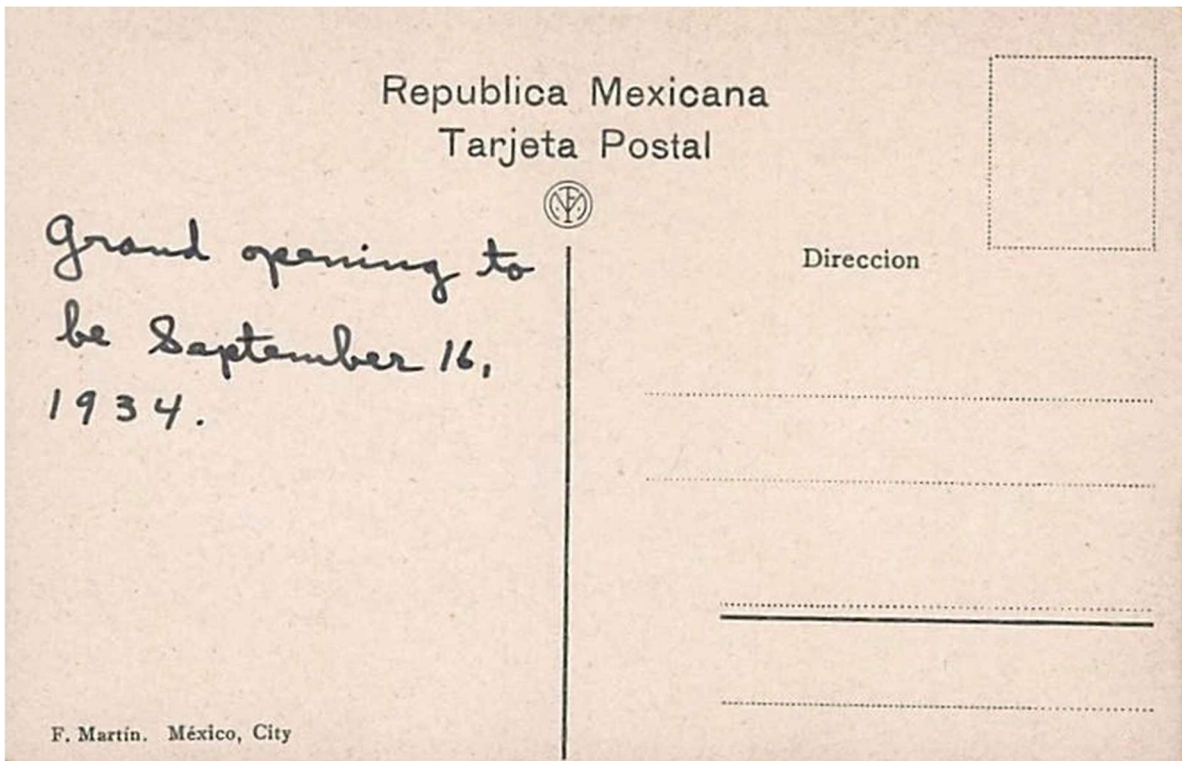 Republica Mexicana
Tarjeta Postal
Grand opening to
be September 16,
1934.
Direccion
F. Martín. México, City